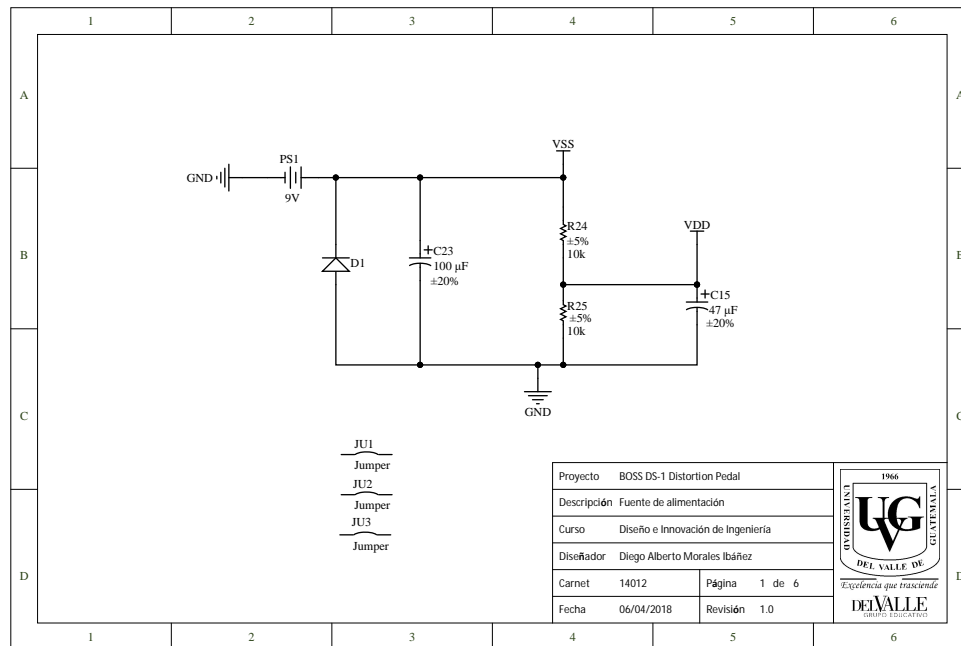 1 2 3 4 5 6
A A
VSS
PS1
GND
9V
R24
±5%
10k
VDD
B B
C23
100 µF
±20%
D1
R25
±5%
10k
C15
47 µF
±20%
GND
C C
JU1
Jumper
JU2
Jumper
JU3
Jumper
Proyecto BOSS DS-1 Distortion Pedal
Descripción Fuente de alimentación
Curso Diseño e Innovación de Ingeniería
Diseñador Diego Alberto Morales Ibáñez
Carnet 14012 Página 1 de 6
Fecha 06/04/2018 Revisión 1.0
1966
UNIVERSIDAD
UVG
GUATEMALA
DEL VALLE DE
Excelencia que trasciende
DELVALLE
GRUPO EDUCATIVO
D D
1 2 3 4 5 6